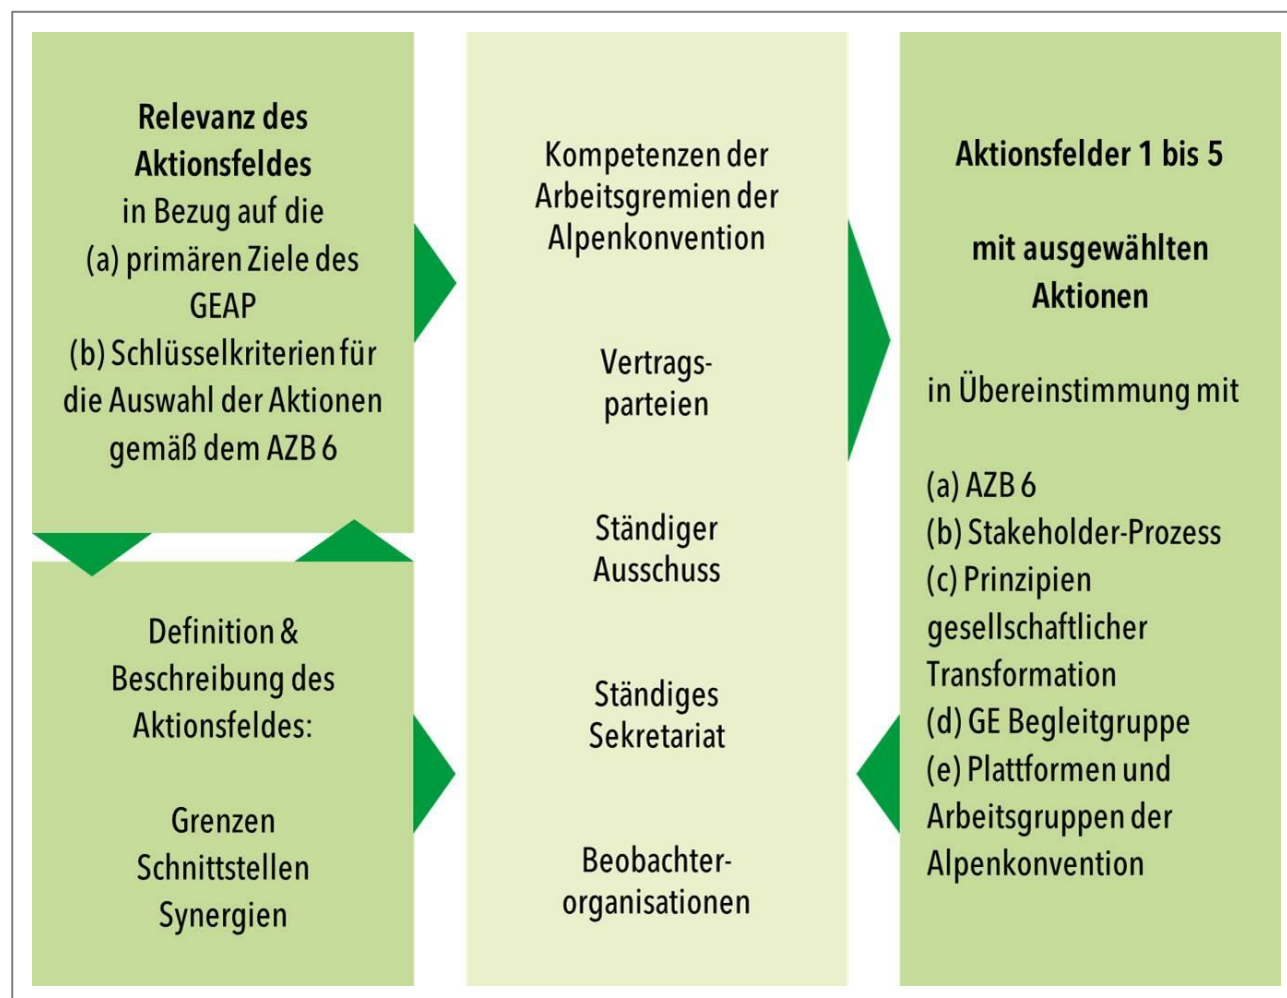 Relevanz des
Aktionsfeldes
in Bezug auf die
(a) primären Ziele des
GEAP
(b) Schlüsselkriterien für
die Auswahl der Aktionen
gemäß dem AZB 6
Definition &
Beschreibung des
Aktionsfeldes:
Grenzen
Schnittstellen
Synergien
Kompetenzen der
Arbeitsgremien der
Alpenkonvention
Vertrags-
parteien
Ständiger
Ausschuss
Ständiges
Sekretariat
Beobachter-
organisationen
Aktionsfelder 1 bis 5
mit ausgewählten
Aktionen
in Übereinstimmung mit
(a) AZB 6
(b) Stakeholder-Prozess
(c) Prinzipien
gesellschaftlicher
Transformation
(d) GE Begleitgruppe
(e) Plattformen und
Arbeitsgruppen der
Alpenkonvention